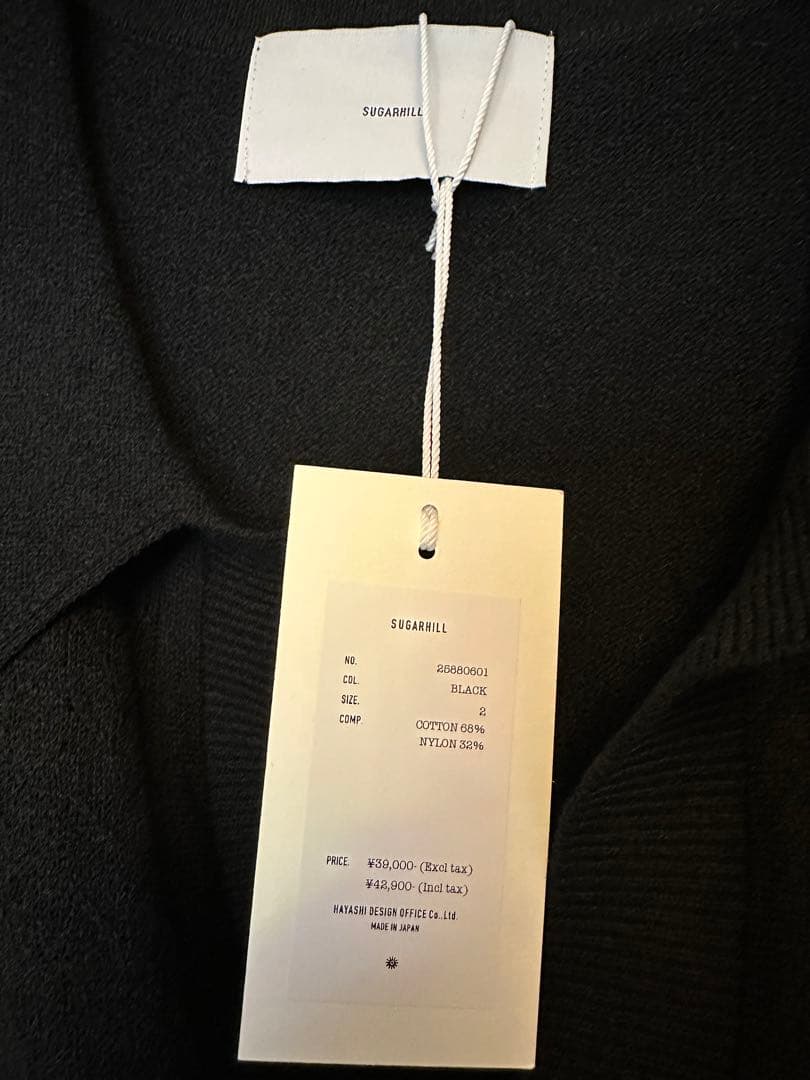 SUGARHILL
SUGARHILL
NO. 25880601
COL. BLACK
SIZE. 2
COMP. COTTON 68%
NYLON 32%
PRICE. ¥39,000- (Excl tax)
¥42,900- (Incl tax)
HAYASHI DESIGN OFFICE Co.,Ltd.
MADE IN JAPAN